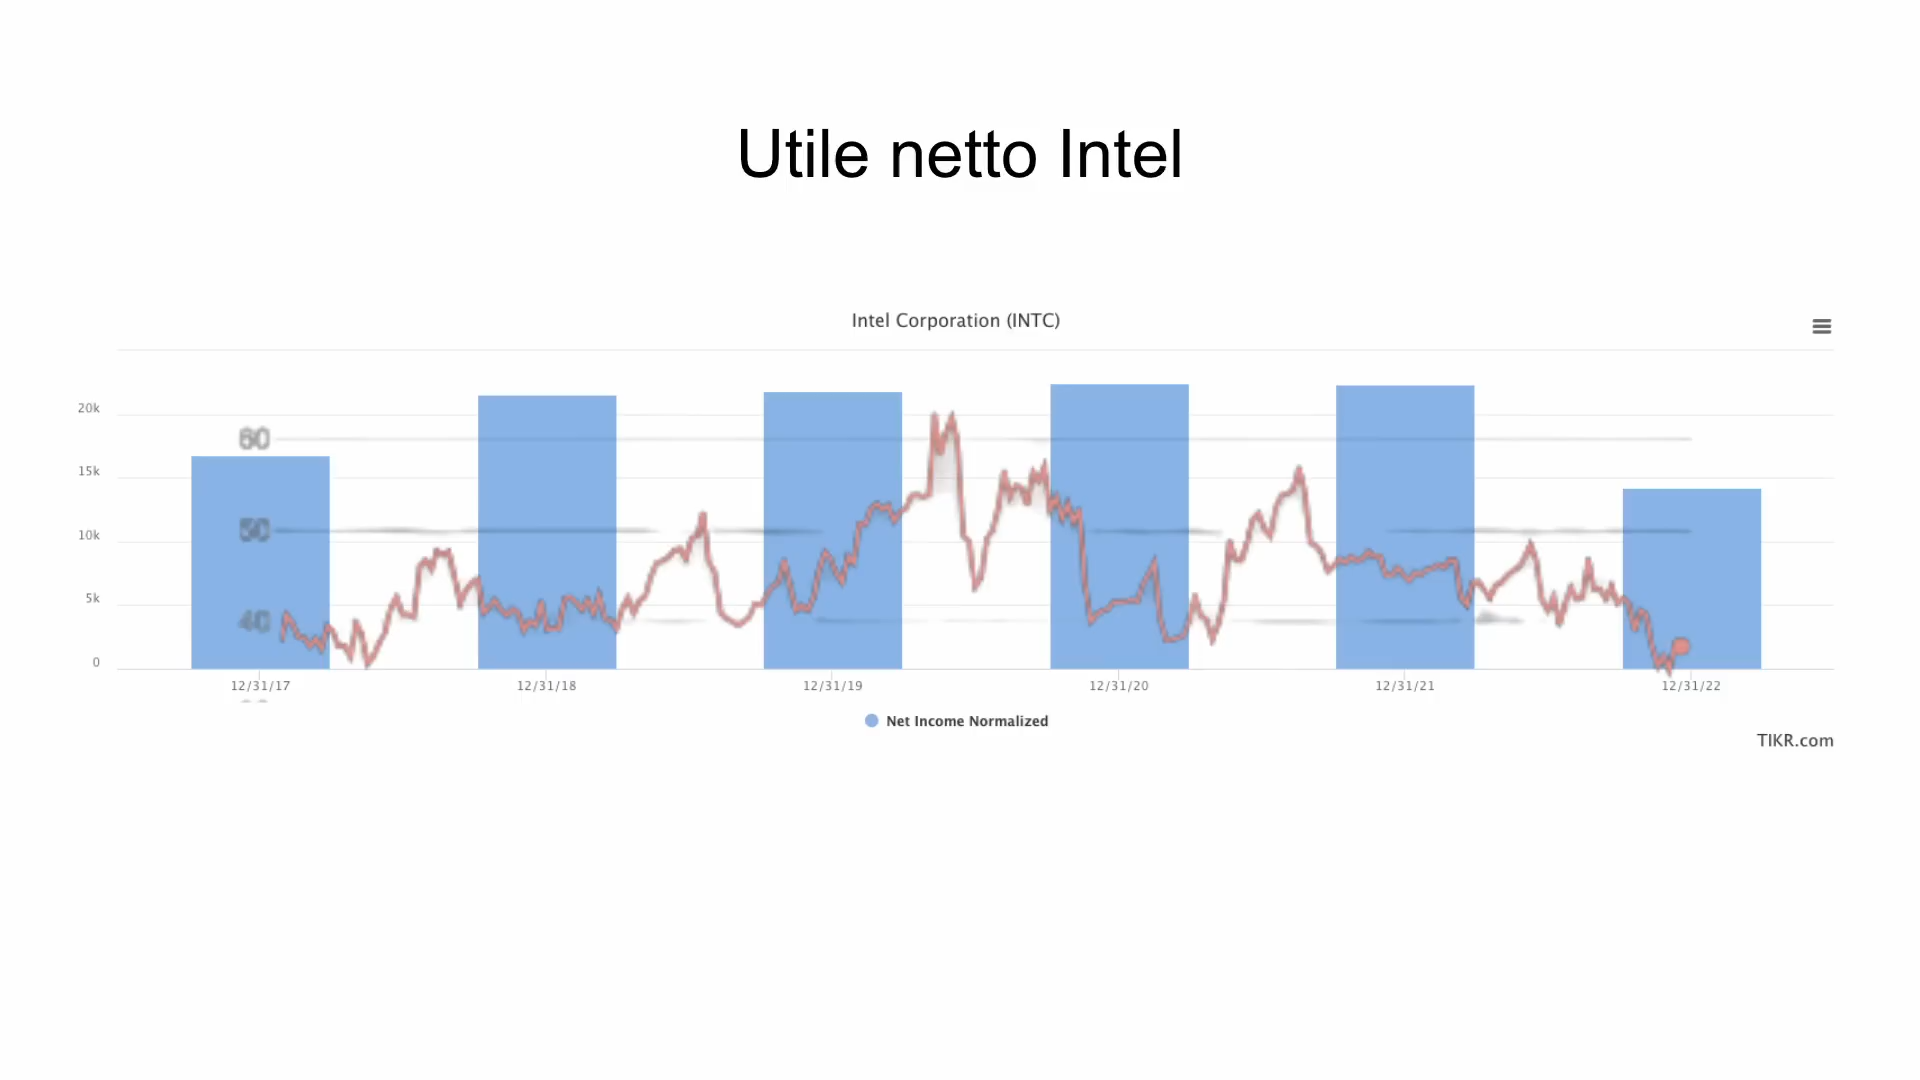 Utile netto Intel
Intel Corporation (INTC)
20k
60
15k
50
10k
5k
40
0
12/31/17 12/31/18 12/31/19 12/31/20 12/31/21 12/31/22
Net Income Normalized
TIKR.com